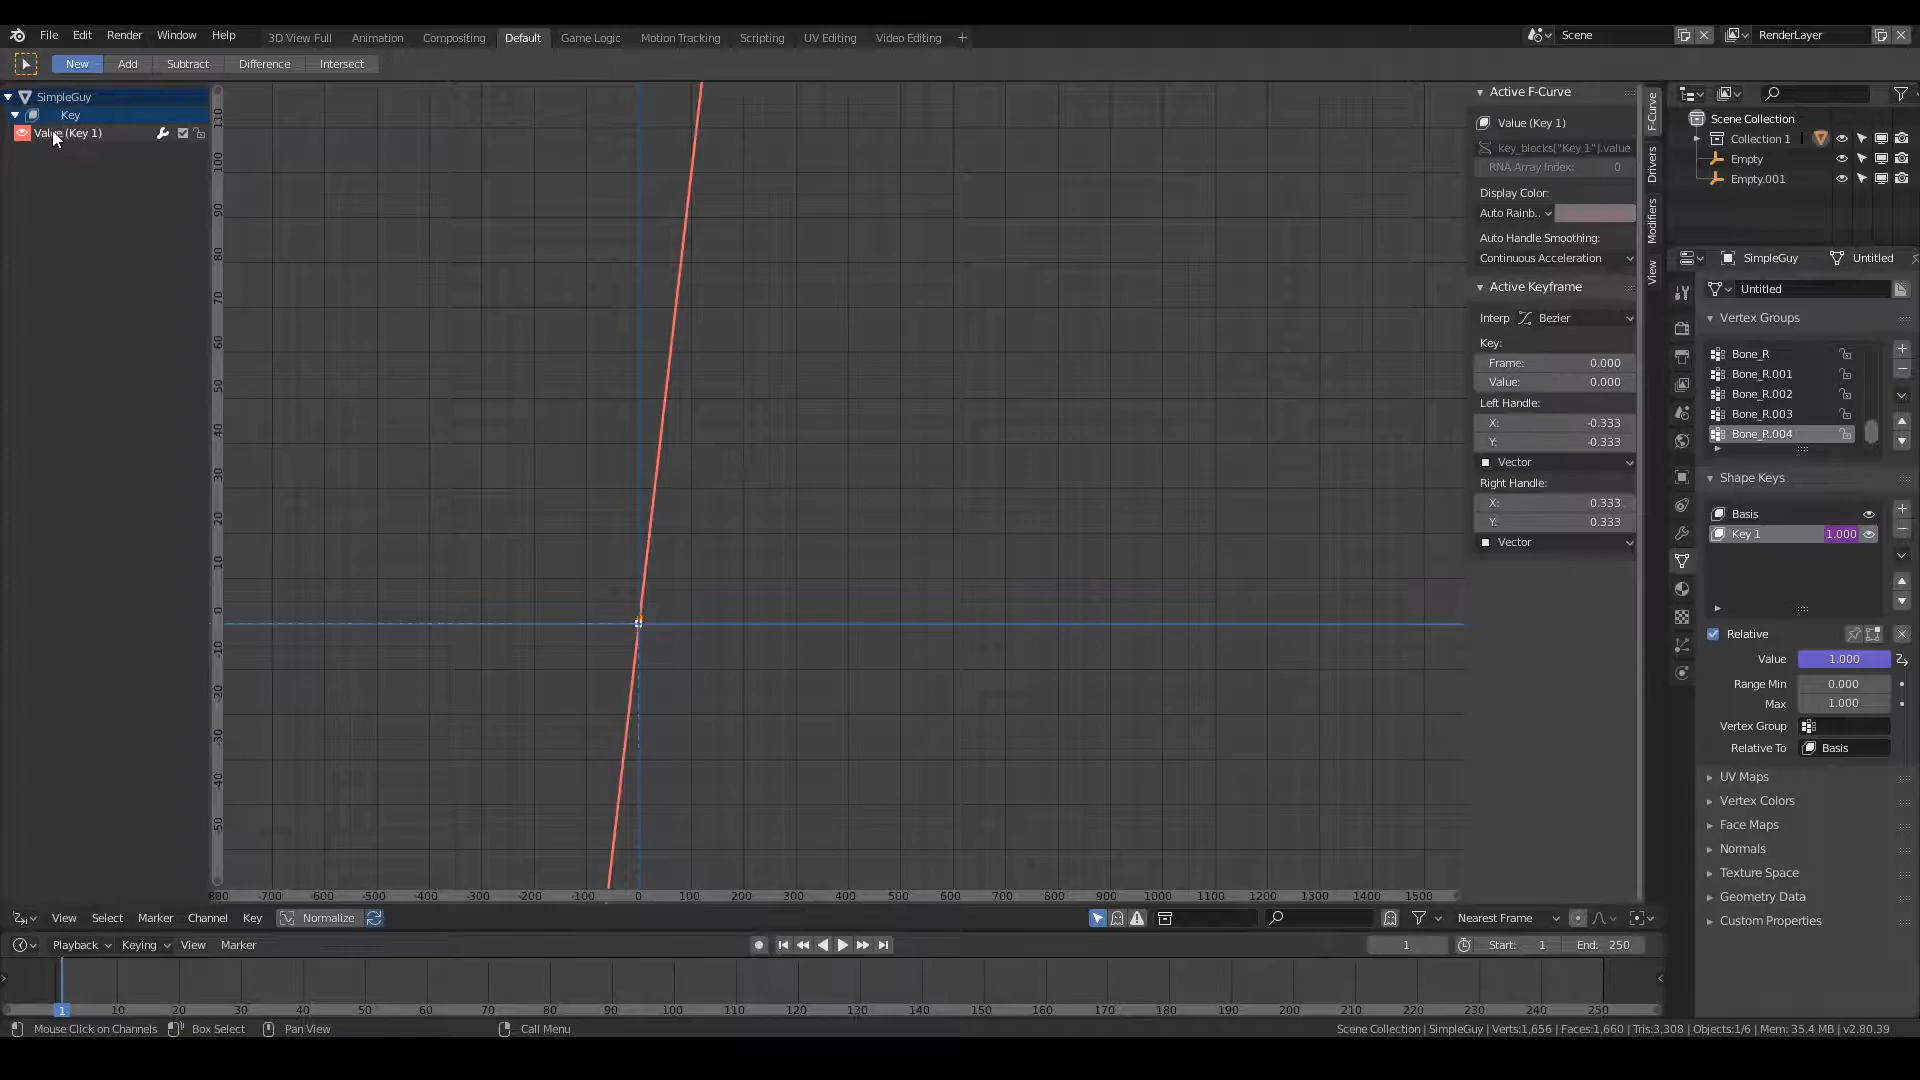 File Edit Render Window Help
3D View Full Animation Compositing Default Game Logic Motion Tracking Scripting UV Editing Video Editing +
Scene
RenderLayer
New Add Subtract Difference Intersect
SimpleGuy
Key
Value (Key 1)
110
100
90
80
70
60
50
40
30
20
10
0
-10
-20
-30
-40
-50
800 -700 -600 -500 -400 -300 -200 -100 0 100 200 300 400 500 600 700 800 900 1000 1100 1200 1300 1400 1500
Active F-Curve
Value (Key 1)
key_blocks["Key 1"].value
RNA Array Index: 0
Display Color:
Auto Rainb..
Auto Handle Smoothing:
Continuous Acceleration
Active Keyframe
Interp Bezier
Key:
Frame: 0.000
Value: 0.000
Left Handle:
X: -0.333
Y: -0.333
Vector
Right Handle:
X: 0.333
Y: 0.333
Vector
F-Curve
Drivers
Modifiers
View
Scene Collection
Collection 1
Empty
Empty.001
SimpleGuy Untitled
Untitled
Vertex Groups
Bone_R
Bone_R.001
Bone_R.002
Bone_R.003
Bone_R.004
Shape Keys
Basis
Key 1 1.000
Relative
Value 1.000
Range Min 0.000
Max 1.000
Vertex Group
Relative To Basis
UV Maps
Vertex Colors
Face Maps
Normals
Texture Space
Geometry Data
Custom Properties
View Select Marker Channel Key Normalize
Nearest Frame
Playback Keying View Marker
1 Start: 1 End: 250
1 10 20 30 40 50 60 70 80 90 100 110 120 130 140 150 160 170 180 190 200 210 220 230 240 250
Mouse Click on Channels Box Select Pan View Call Menu
Scene Collection | SimpleGuy | Verts:1,656 | Faces:1,660 | Tris:3,308 | Objects:1/6 | Mem: 35.4 MB | v2.80.39